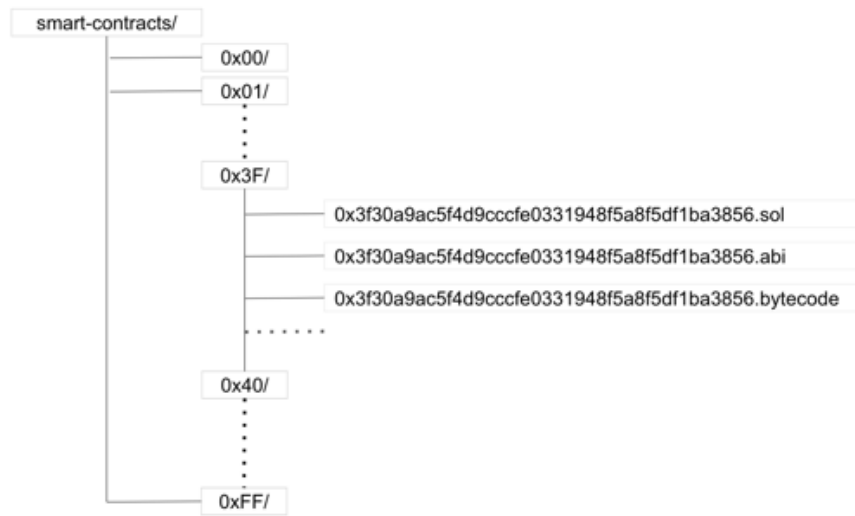 smart-contracts/
0x00/
0x01/
0x3F/
0x3f30a9ac5f4d9cccfe0331948f5a8f5df1ba3856.sol
0x3f30a9ac5f4d9cccfe0331948f5a8f5df1ba3856.abi
0x3f30a9ac5f4d9cccfe0331948f5a8f5df1ba3856.bytecode
0x40/
0xFF/